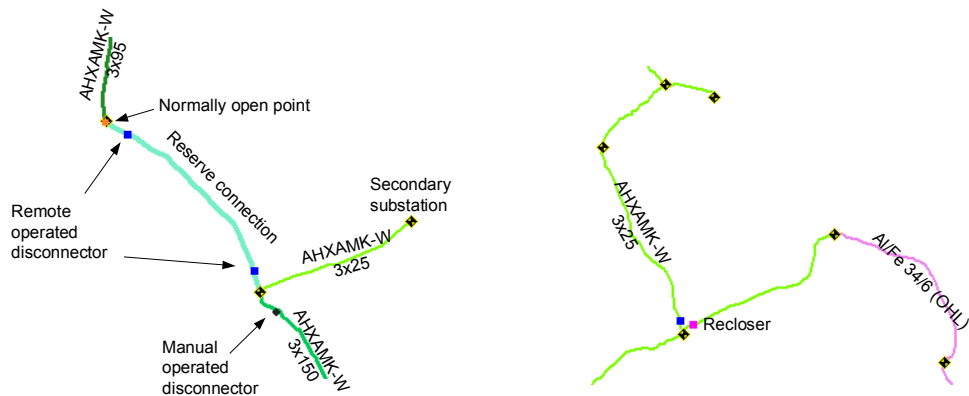 AHXAMK-W
3x95
Normally open point
Reserve connection
Remote
operated
disconnector
Secondary
substation
AHXAMK-W
3x25
Manual
operated
disconnector
AHXAMK-W
3x150
AHXAMK-W
3x25
Al/Fe 34/6 (OHL)
Recloser